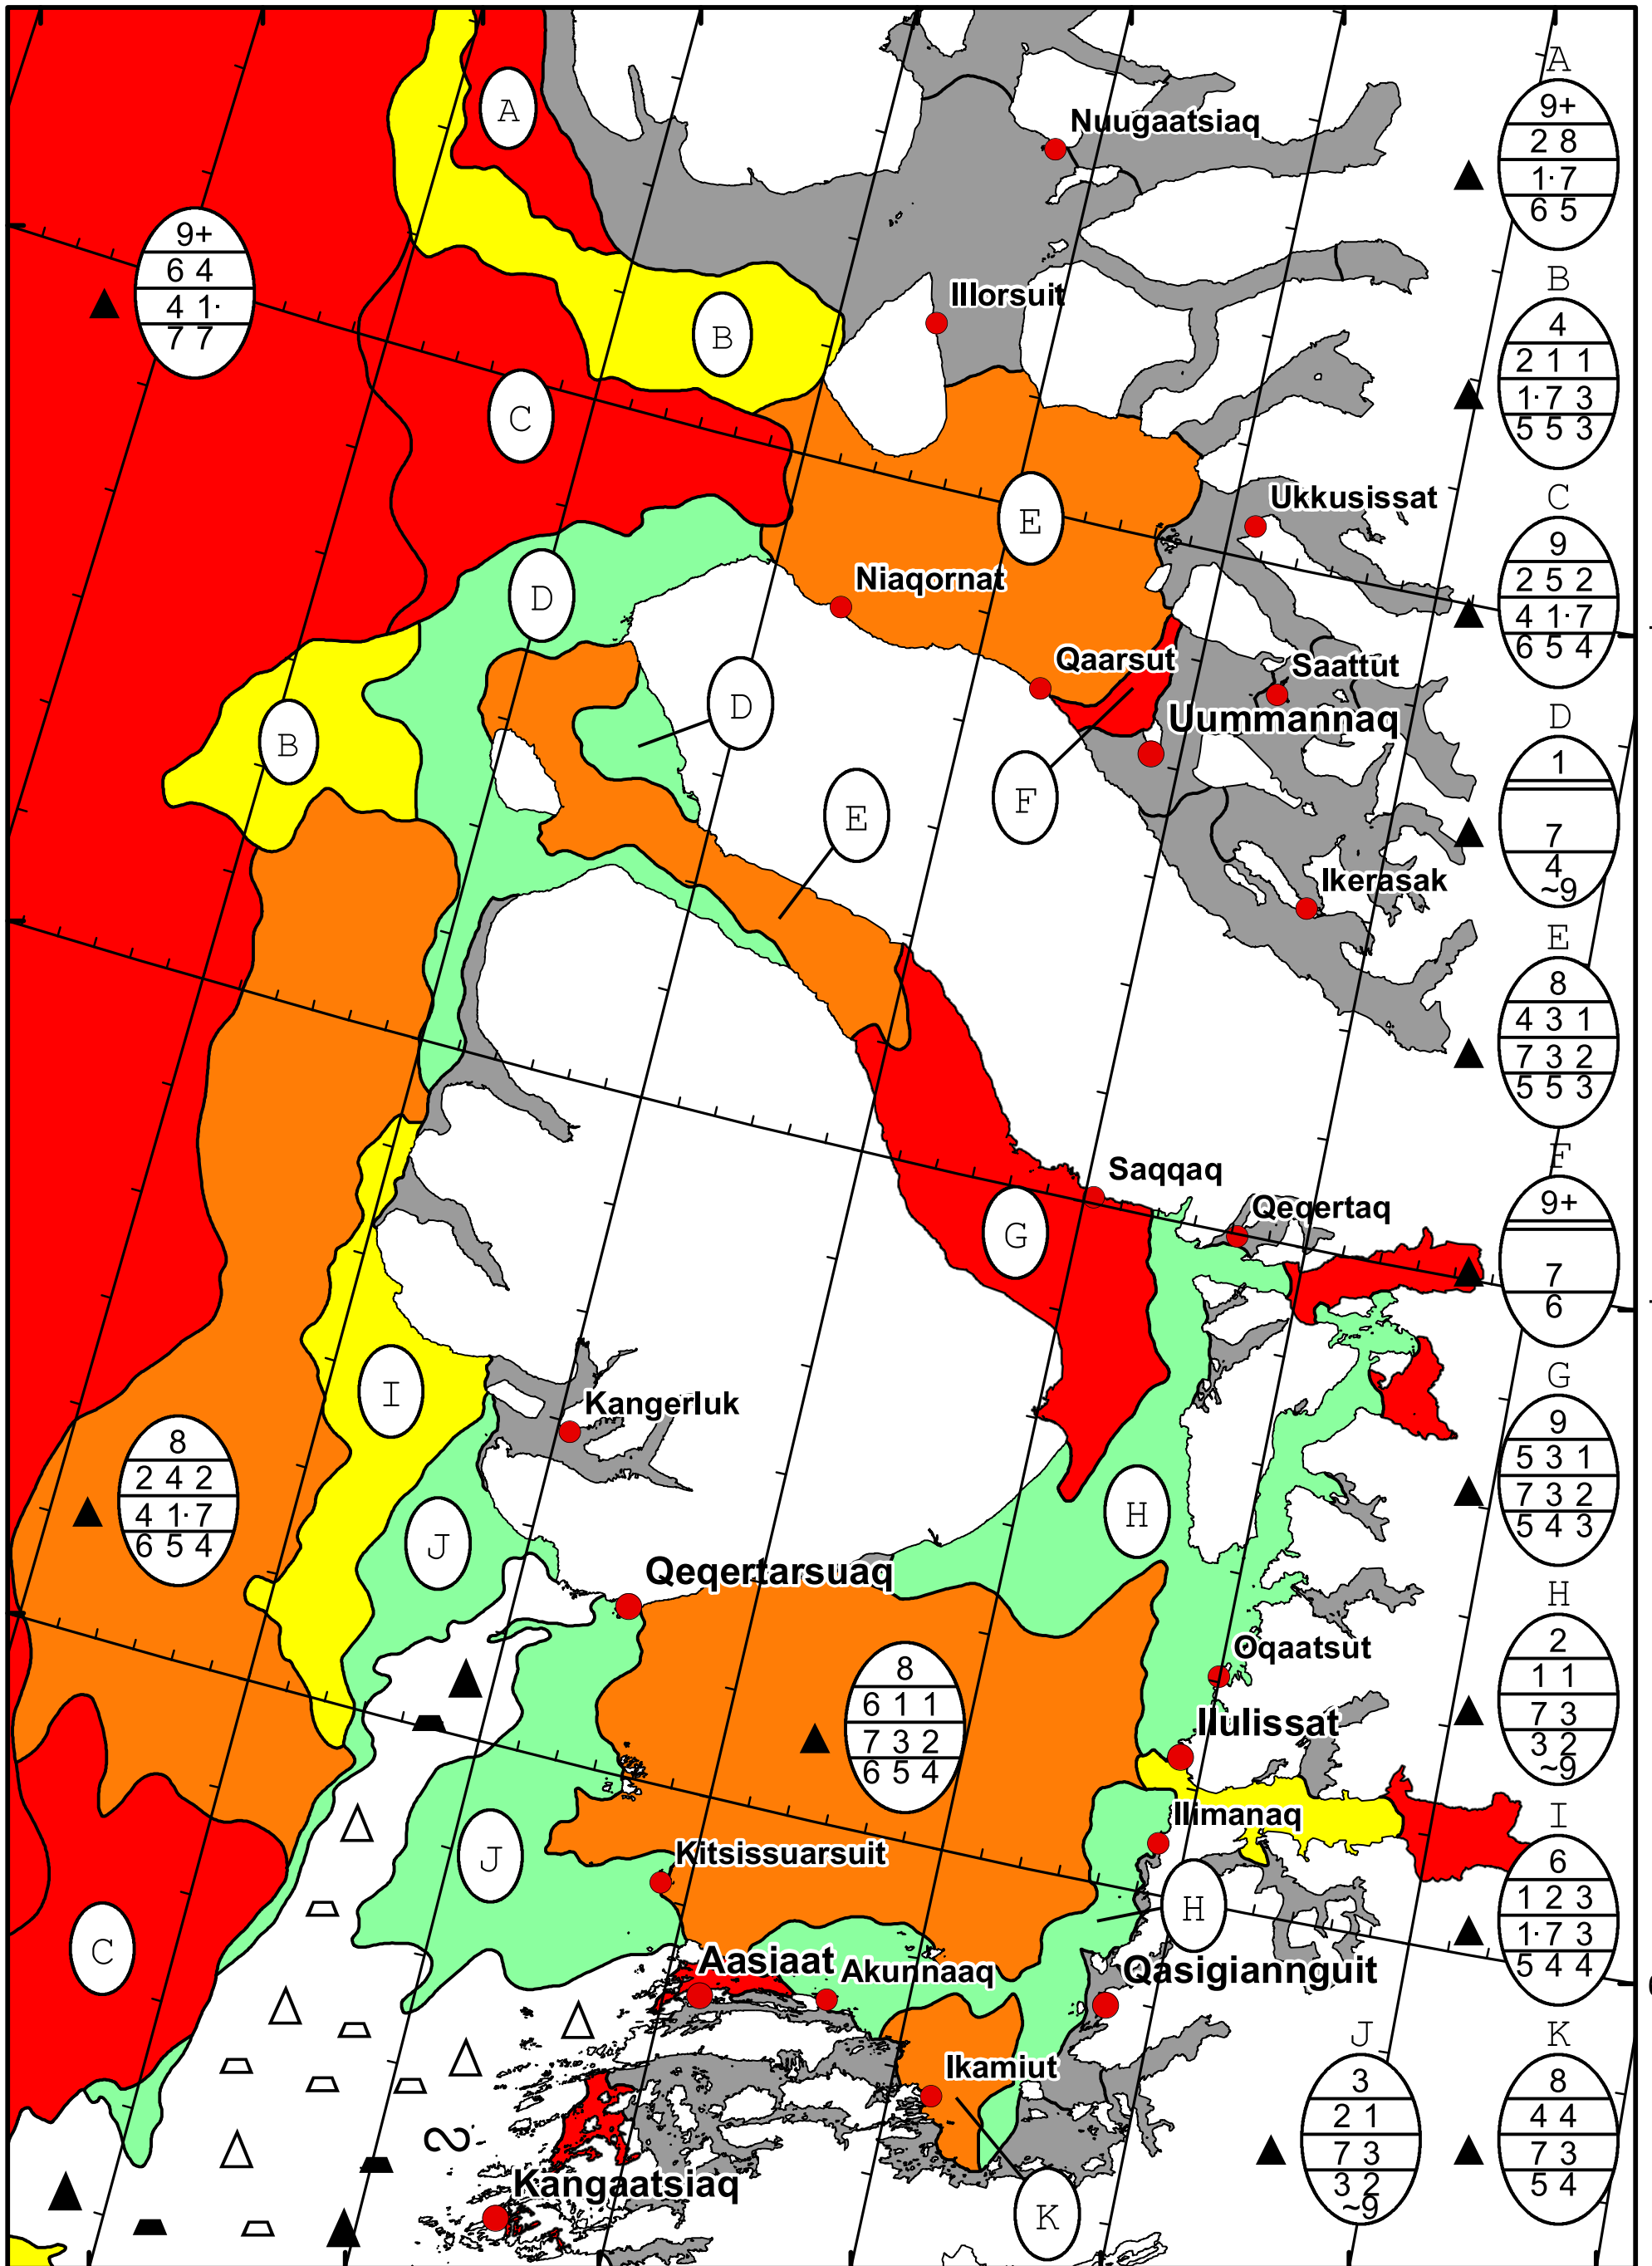 A
9+
2 8
1· 7
6 5
Nuugaatsiaq
9+
6 4
4 1·
7 7
A
B
Illorsuit
B
4
2 1 1
1· 7 3
5 5 3
C
C
9
2 5 2
4 1· 7
6 5 4
E
Ukkusissat
D
Niaqornat
Qaarsut
Saattut
Uummannaq
D
B
D
1
7
4
~9
E
F
Ikerasak
E
8
4 3 1
7 3 2
5 5 3
F
9+
7
6
Saqqaq
Qeqertaq
G
G
9
5 3 1
7 3 2
5 4 3
I
Kangerluk
8
2 4 2
4 1· 7
6 5 4
H
J
Qeqertarsuaq
H
2
1 1
7 3
3 2
~9
Oqaatsut
8
6 1 1
7 3 2
6 5 4
Ilulissat
Ilimanaq
I
6
1 2 3
1· 7 3
5 4 4
J
Kitsissuarsuit
H
C
Aasiaat
Akunnaaq
Qasigiannguit
Ikamiut
J
3
2 1
7 3
3 2
~9
K
8
4 4
7 3
5 4
Kangaatsiaq
K